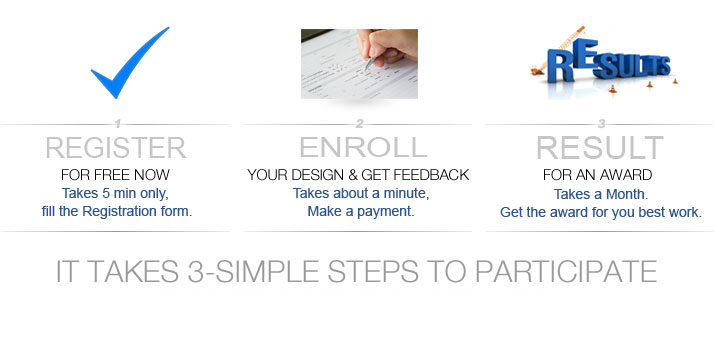 RESULTS
1
REGISTER
FOR FREE NOW
Takes 5 min only,
fill the Registration form.
2
ENROLL
YOUR DESIGN & GET FEEDBACK
Takes about a minute,
Make a payment.
3
RESULT
FOR AN AWARD
Takes a Month.
Get the award for you best work.
IT TAKES 3-SIMPLE STEPS TO PARTICIPATE